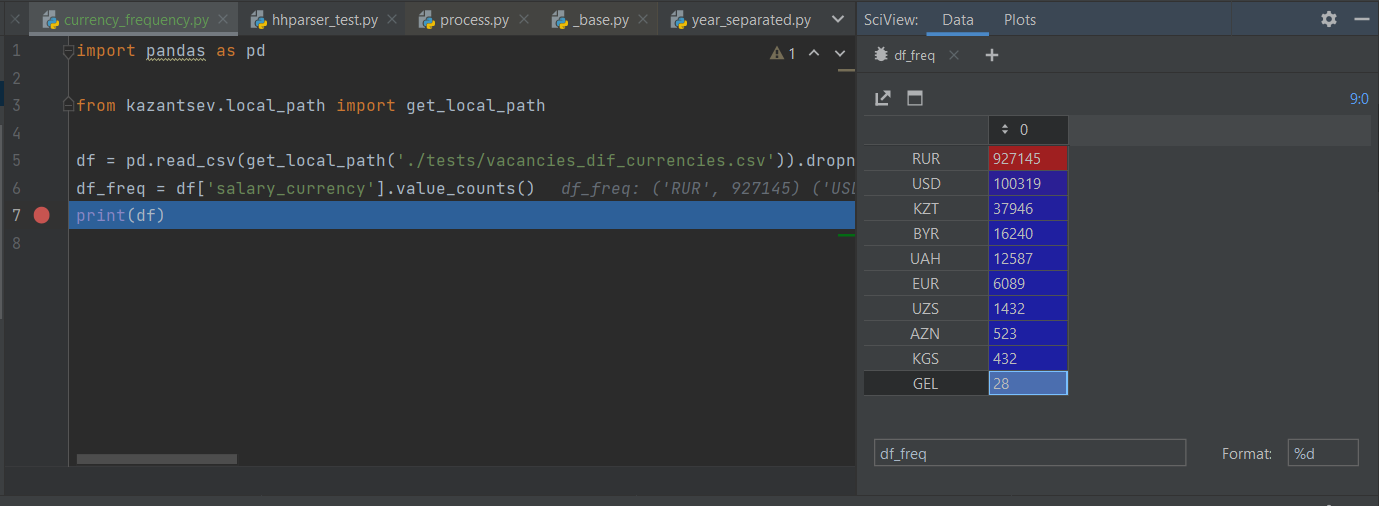 currency_frequency.py hhparser_test.py process.py _base.py year_separated.py
SciView: Data Plots
1 import pandas as pd
2
3 from kazantsev.local_path import get_local_path
4
5 df = pd.read_csv(get_local_path('./tests/vacancies_dif_currencies.csv')).dropn
6 df_freq = df['salary_currency'].value_counts() df_freq: ('RUR', 927145) ('USD
7 print(df)
8
1
df_freq
9:0
0
RUR 927145
USD 100319
KZT 37946
BYR 16240
UAH 12587
EUR 6089
UZS 1432
AZN 523
KGS 432
GEL 28
df_freq Format: %d